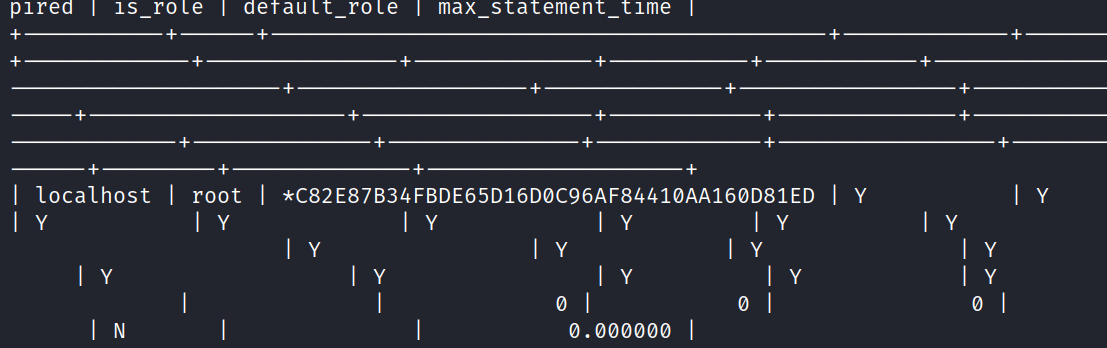 pired | is_role | default_role | max_statement_time |
+-----------+------+-------------------------------------------+-------------+-------
+-------------+---------------+--------------+-----------+------------+--------------
---------------------+------------------+--------------+-----------------+-----------
-----+--------------------+------------------+------------+--------------+-----------
-------------+--------------+---------------+-------------+-----------------+--------
------+---------+--------------+--------------------+
| localhost | root | *C82E87B34FBDE65D16D0C96AF84410AA160D81ED | Y | Y
| Y | Y | Y | Y | Y | Y
| Y | Y | Y | Y
| Y | Y | Y | Y | Y
| | 0 | 0 | 0 |
| N | | 0.000000 |